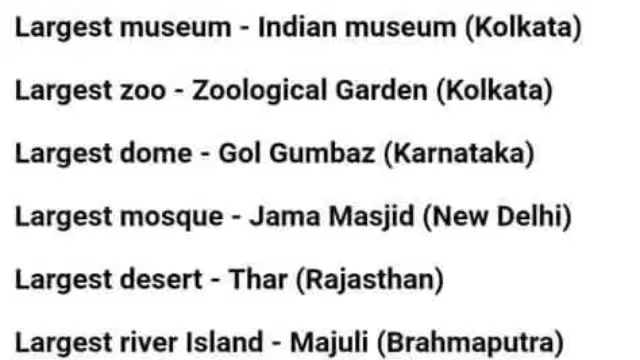 Largest museum - Indian museum (Kolkata)
Largest zoo - Zoological Garden (Kolkata)
Largest dome - Gol Gumbaz (Karnataka)
Largest mosque - Jama Masjid (New Delhi)
Largest desert - Thar (Rajasthan)
Largest river Island - Majuli (Brahmaputra)